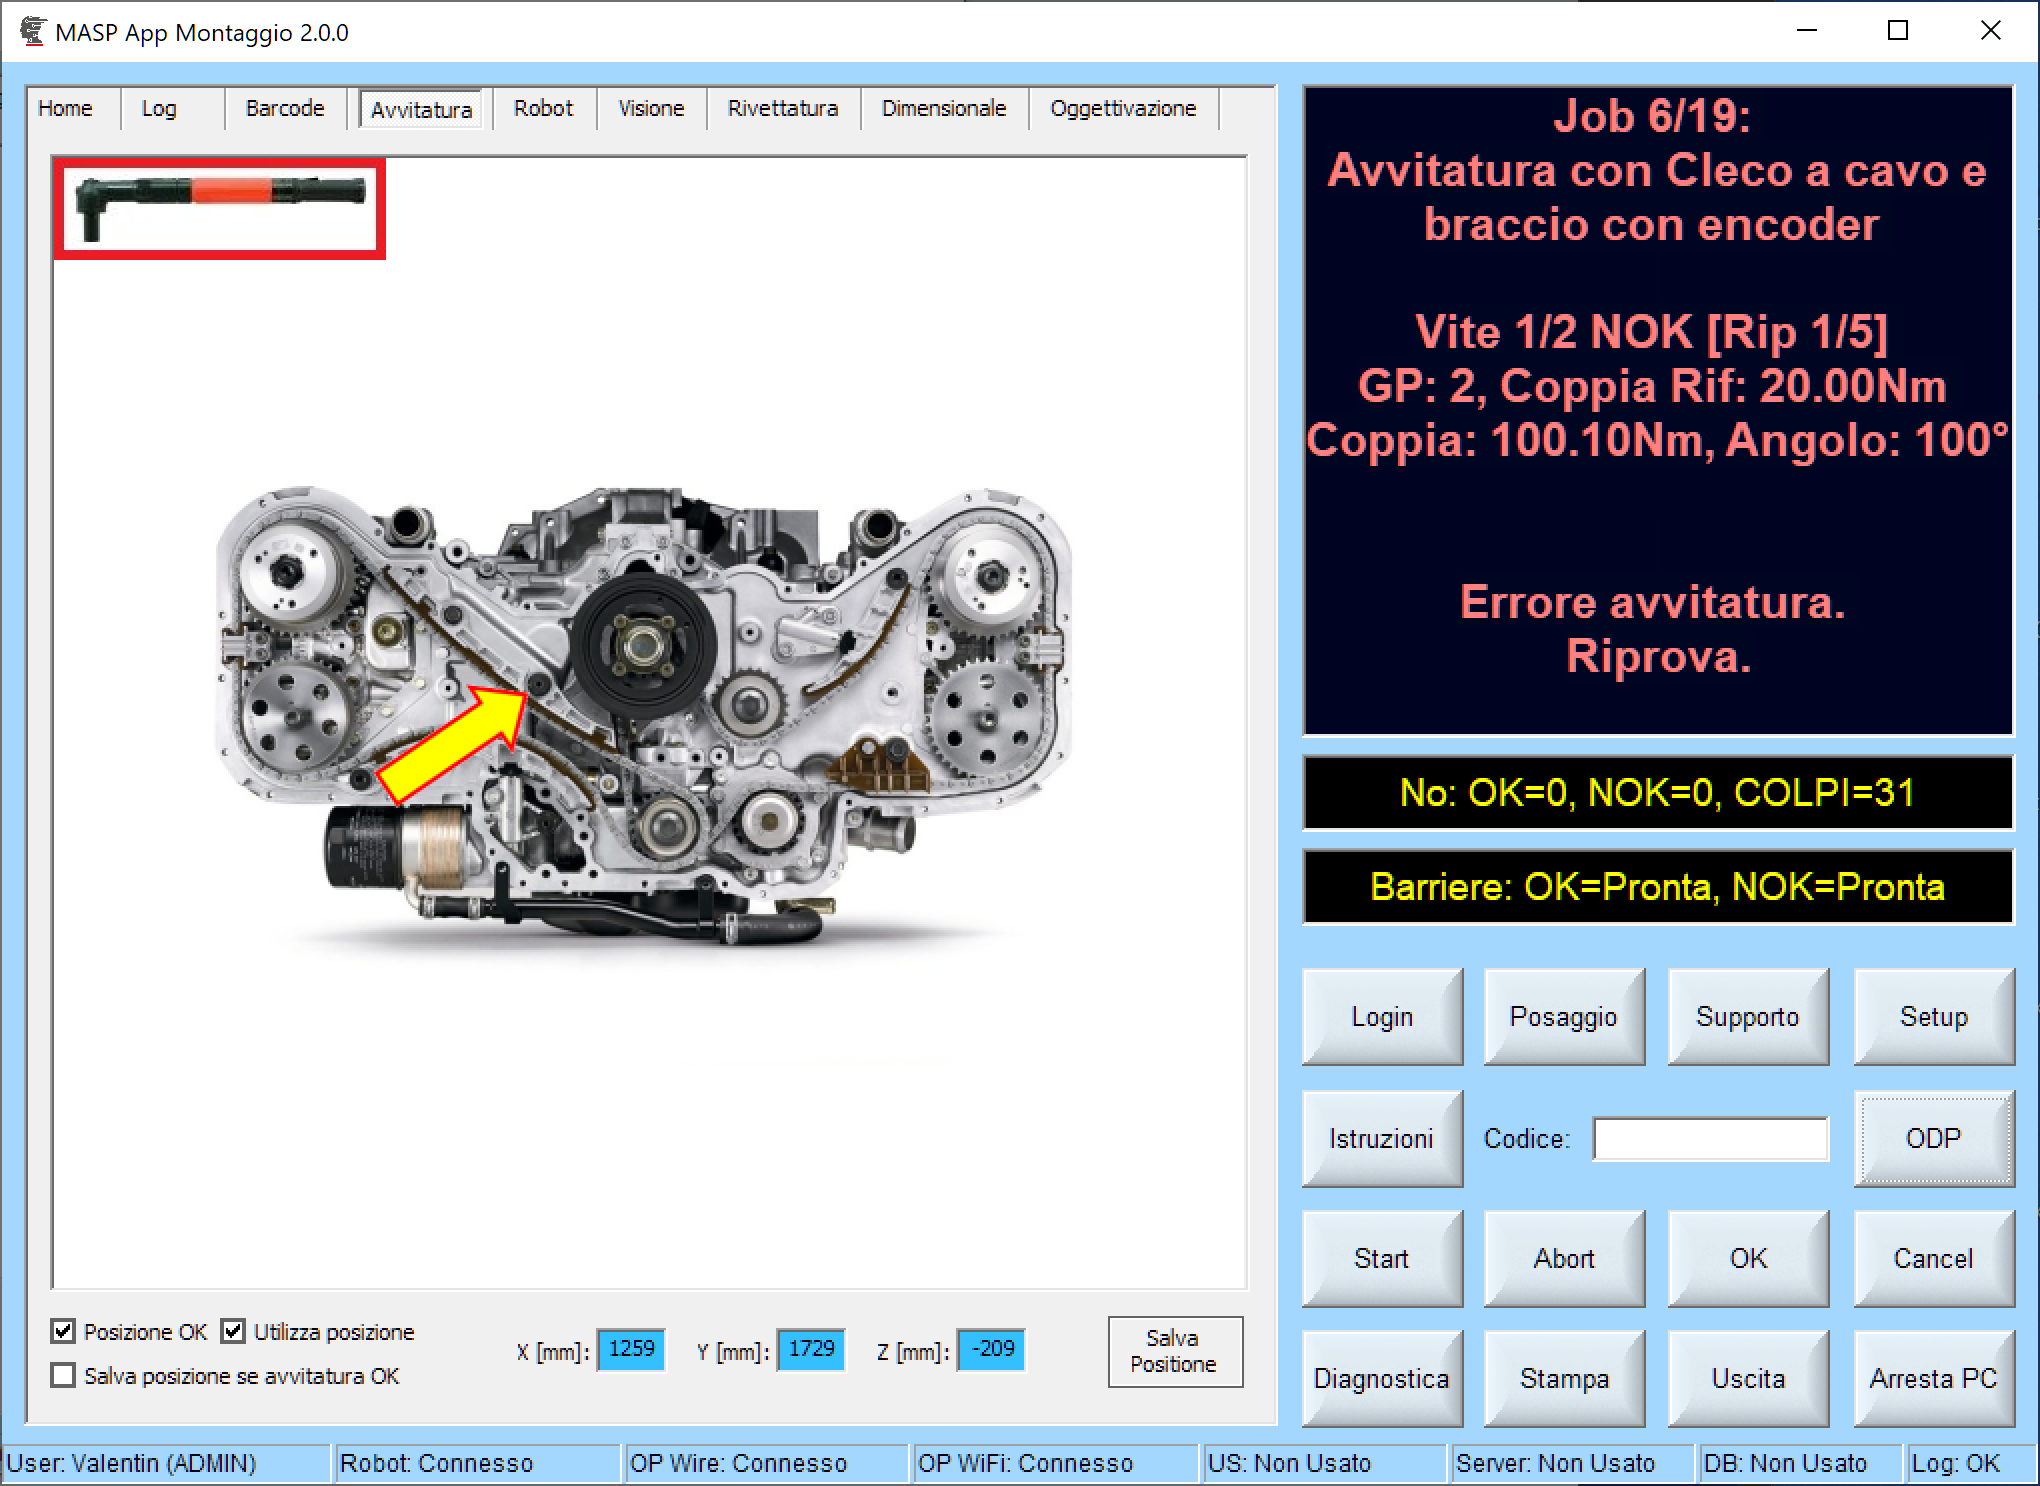 MASP App Montaggio 2.0.0
Home Log Barcode Avvitatura Robot Visione Rivettatura Dimensionale Oggettivazione
Job 6/19:
Avvitatura con Cleco a cavo e
braccio con encoder
Vite 1/2 NOK [Rip 1/5]
GP: 2, Coppia Rif: 20.00Nm
Coppia: 100.10Nm, Angolo: 100°
Errore avvitatura.
Riprova.
No: OK=0, NOK=0, COLPI=31
Barriere: OK=Pronta, NOK=Pronta
Login Posaggio Supporto Setup
Istruzioni Codice: ODP
Start Abort OK Cancel
Diagnostica Stampa Uscita Arresta PC
Posizione OK Utilizza posizione
Salva posizione se avvitatura OK
X [mm]: 1259 Y [mm]: 1729 Z [mm]: -209
Salva
Positione
User: Valentin (ADMIN) Robot: Connesso OP Wire: Connesso OP WiFi: Connesso US: Non Usato Server: Non Usato DB: Non Usato Log: OK